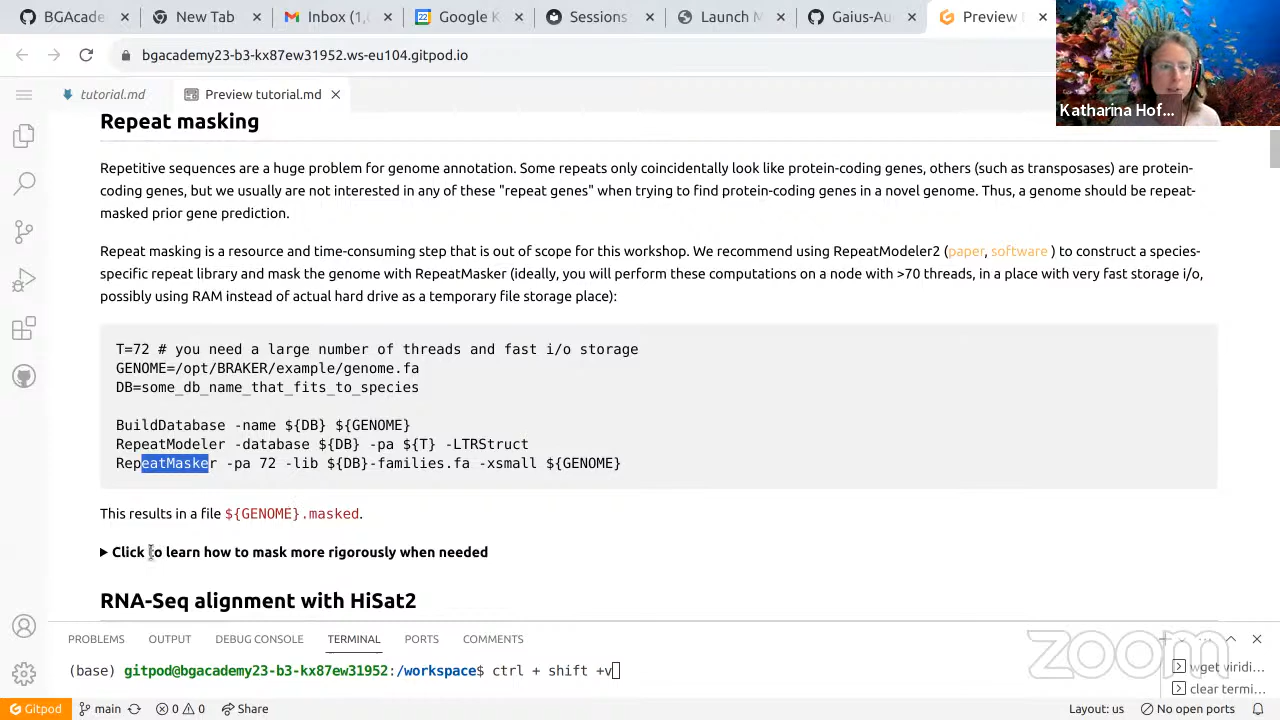 BGAcade
New Tab
Inbox (1,
Google K
Sessions
Launch M
Gaius-Au
Preview
bgacademy23-b3-kx87ew31952.ws-eu104.gitpod.io
Katharina Hof...
tutorial.md
Preview tutorial.md
Repeat masking
Repetitive sequences are a huge problem for genome annotation. Some repeats only coincidentally look like protein-coding genes, others (such as transposases) are protein-
coding genes, but we usually are not interested in any of these "repeat genes" when trying to find protein-coding genes in a novel genome. Thus, a genome should be repeat-
masked prior gene prediction.
Repeat masking is a resource and time-consuming step that is out of scope for this workshop. We recommend using RepeatModeler2 (paper, software ) to construct a species-
specific repeat library and mask the genome with RepeatMasker (ideally, you will perform these computations on a node with >70 threads, in a place with very fast storage i/o,
possibly using RAM instead of actual hard drive as a temporary file storage place):
T=72 # you need a large number of threads and fast i/o storage
GENOME=/opt/BRAKER/example/genome.fa
DB=some_db_name_that_fits_to_species
BuildDatabase -name ${DB} ${GENOME}
RepeatModeler -database ${DB} -pa ${T} -LTRStruct
RepeatMasker -pa 72 -lib ${DB}-families.fa -xsmall ${GENOME}
This results in a file ${GENOME}.masked.
Click to learn how to mask more rigorously when needed
RNA-Seq alignment with HiSat2
PROBLEMS
OUTPUT
DEBUG CONSOLE
TERMINAL
PORTS
COMMENTS
(base) gitpod@bgacademy23-b3-kx87ew31952:/workspace$ ctrl + shift +v
zoom
wget viridi...
clear termi...
Gitpod
main
0
0
Share
Layout: us
No open ports